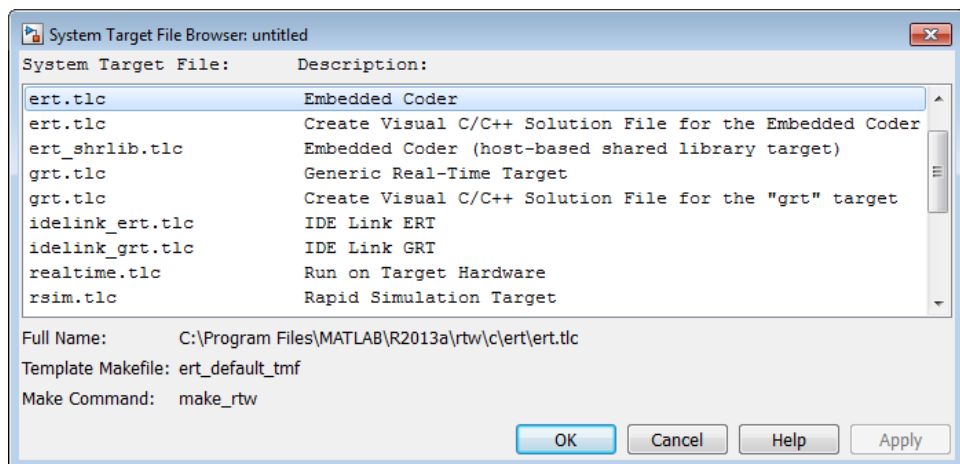 System Target File Browser: untitled
System Target File: Description:
ert.tlc Embedded Coder
ert.tlc Create Visual C/C++ Solution File for the Embedded Coder
ert_shrlib.tlc Embedded Coder (host-based shared library target)
grt.tlc Generic Real-Time Target
grt.tlc Create Visual C/C++ Solution File for the "grt" target
idelink_ert.tlc IDE Link ERT
idelink_grt.tlc IDE Link GRT
realtime.tlc Run on Target Hardware
rsim.tlc Rapid Simulation Target
Full Name: C:\Program Files\MATLAB\R2013a\rtw\c\ert\ert.tlc
Template Makefile: ert_default_tmf
Make Command: make_rtw
OK Cancel Help Apply